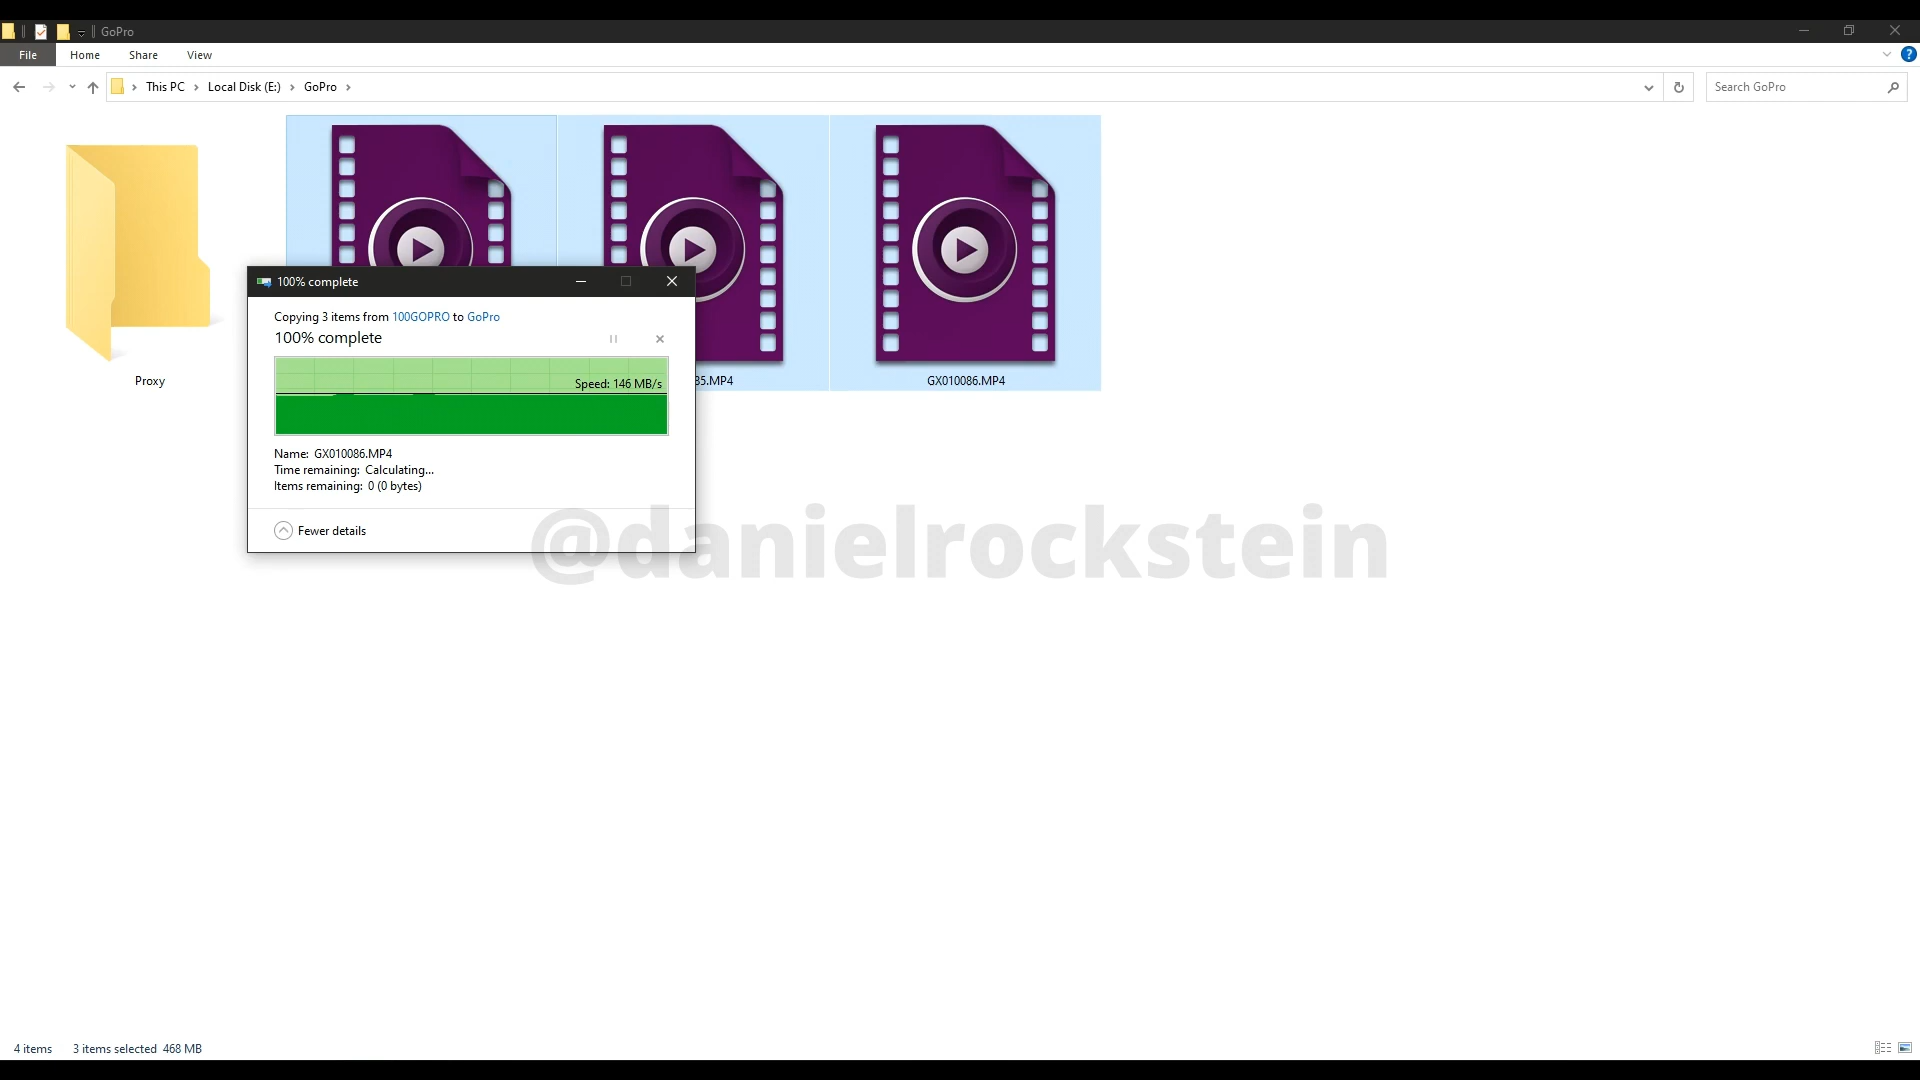 GoPro
File Home Share View
This PC Local Disk (E:) GoPro
Search GoPro
100% complete
Copying 3 items from 100GOPRO to GoPro
100% complete
Speed: 146 MB/s
Name: GX010086.MP4
Time remaining: Calculating...
Items remaining: 0 (0 bytes)
Fewer details
Proxy
35.MP4
GX010086.MP4
@danielrockstein
4 items 3 items selected 468 MB